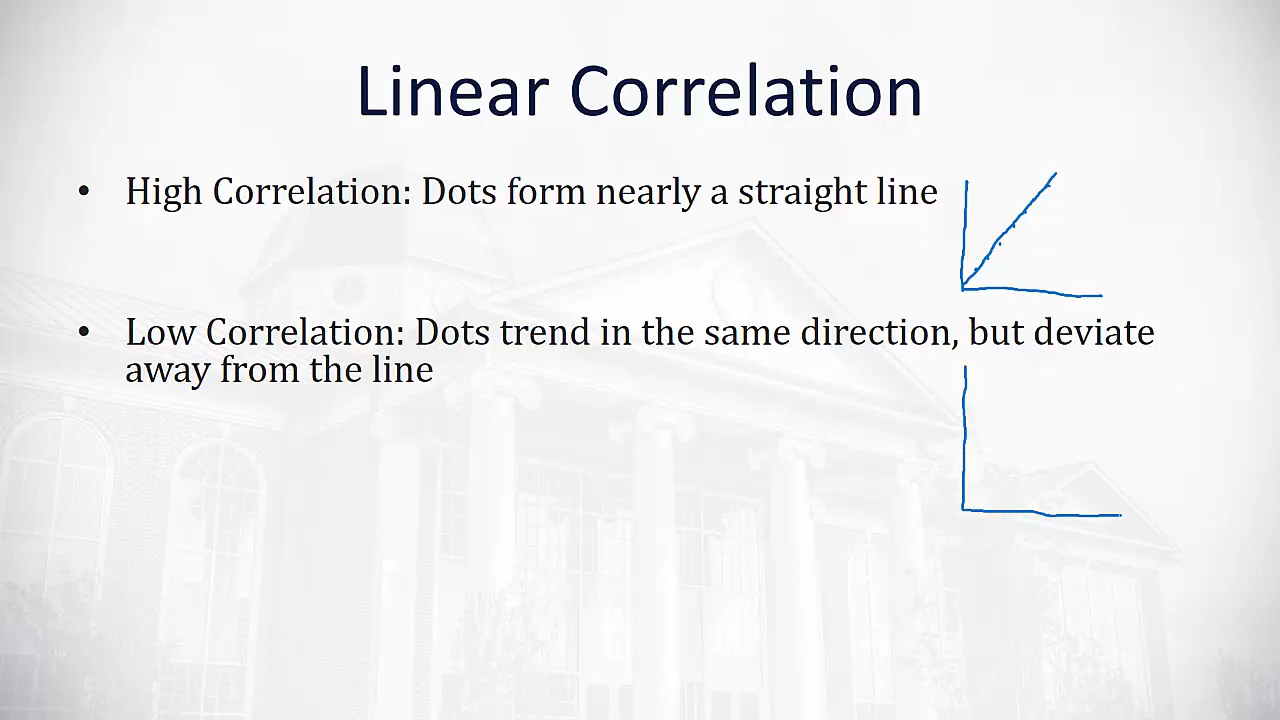 Linear Correlation
• High Correlation: Dots form nearly a straight line
• Low Correlation: Dots trend in the same direction, but deviate
away from the line